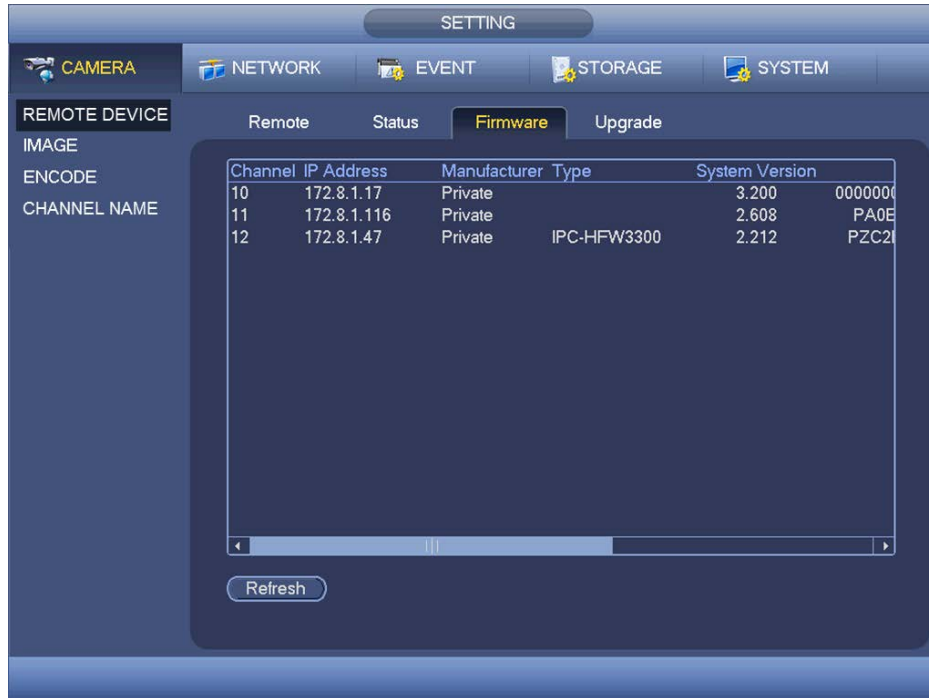 SETTING
CAMERA NETWORK EVENT STORAGE SYSTEM
REMOTE DEVICE
IMAGE
ENCODE
CHANNEL NAME
Remote Status Firmware Upgrade
Channel IP Address Manufacturer Type System Version
10 172.8.1.17 Private 3.200 000000
11 172.8.1.116 Private 2.608 PA0E
12 172.8.1.47 Private IPC-HFW3300 2.212 PZC2
Refresh